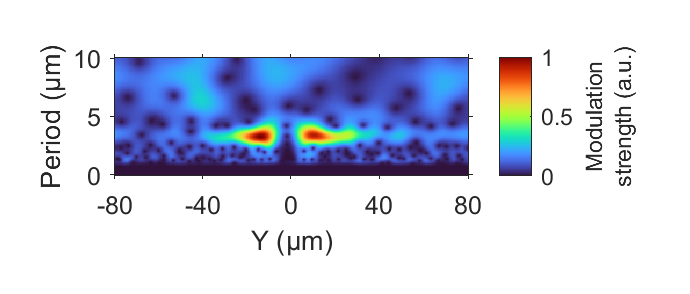 Period (μm)
10
5
0
-80
-40
0
40
80
Y (μm)
1
0.5
0
Modulation
strength (a.u.)